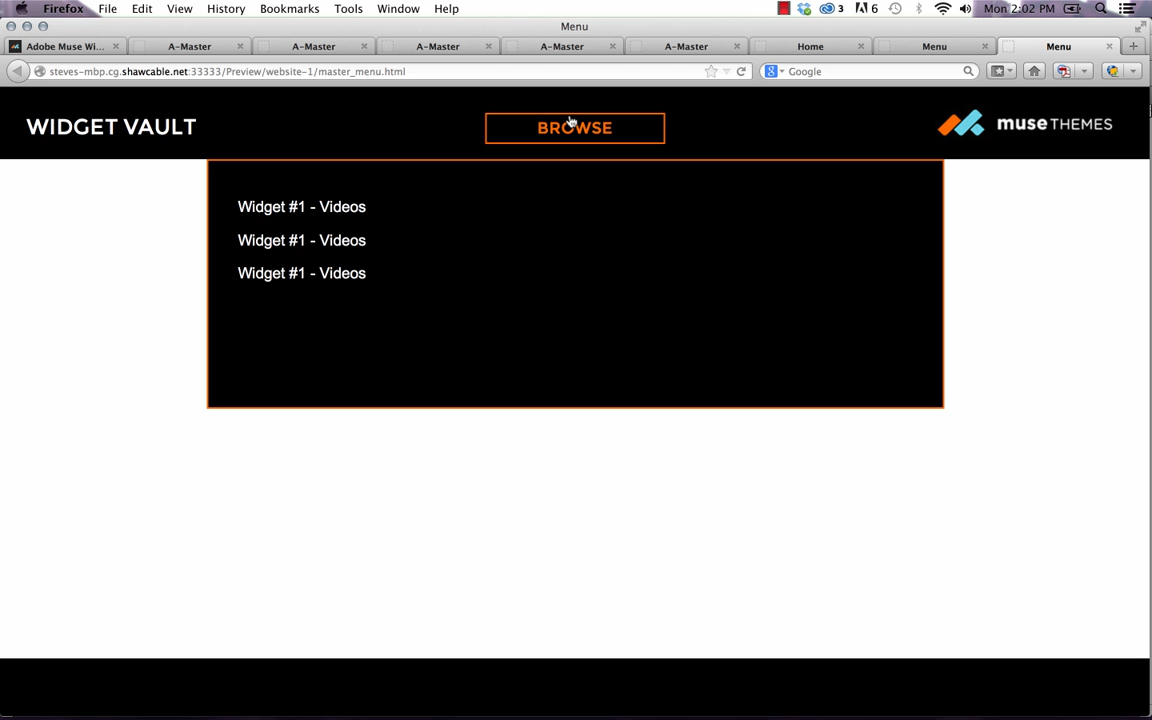 Firefox File Edit View History Bookmarks Tools Window Help 3 6 Mon 2:02 PM
Menu
Adobe Muse Wi... A-Master A-Master A-Master A-Master A-Master Home Menu Menu
steves-mbp.cg.shawcable.net:33333/Preview/website-1/master_menu.html Google
WIDGET VAULT BROWSE museTHEMES
Widget #1 - Videos
Widget #1 - Videos
Widget #1 - Videos